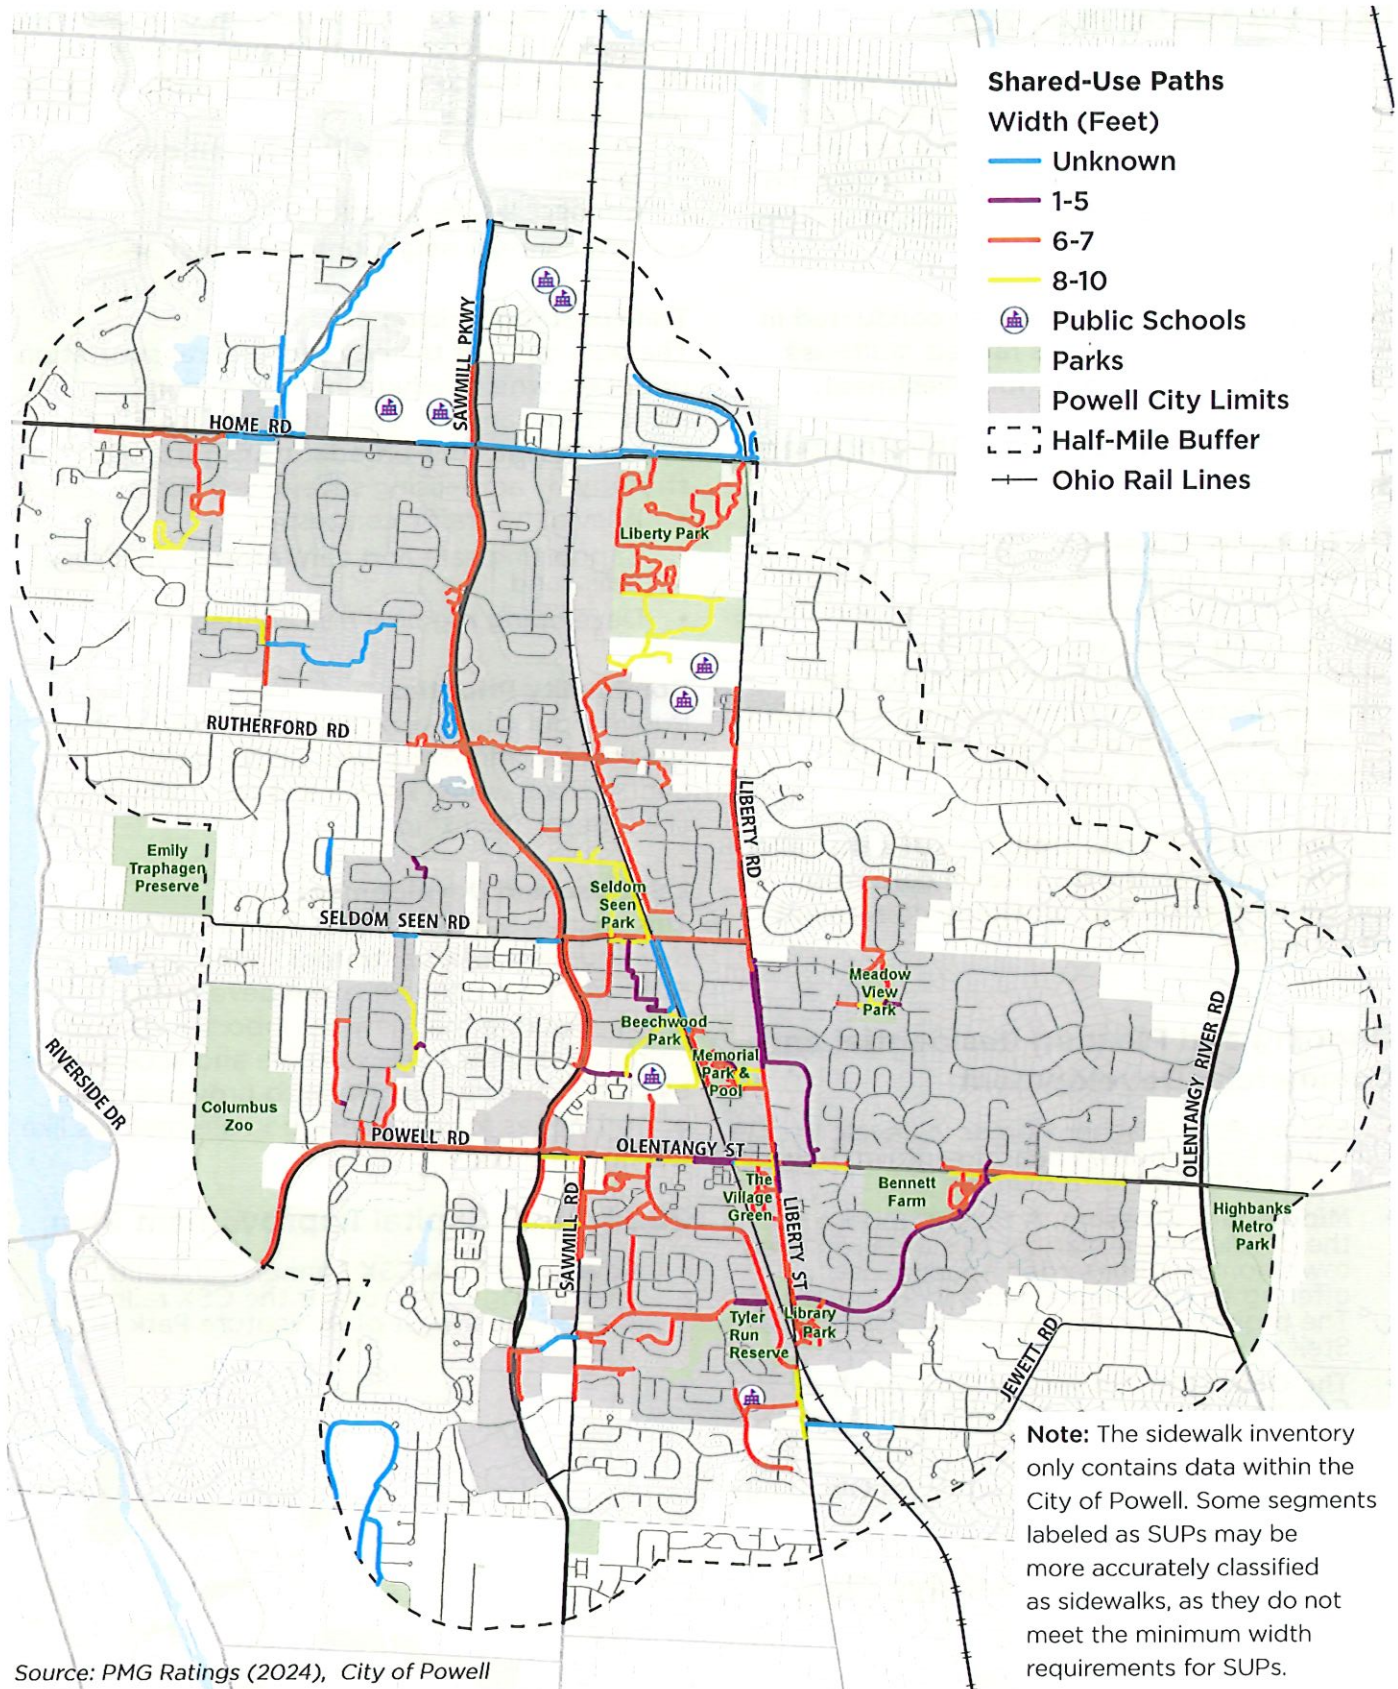 Shared-Use Paths
Width (Feet)
Unknown
1-5
6-7
8-10
Public Schools
Parks
Powell City Limits
Half-Mile Buffer
Ohio Rail Lines
SAWMILL PKWY
HOME RD
Liberty Park
RUTHERFORD RD
LIBERTY RD
Emily
Traphagen
Preserve
Seldom
Seen
Park
SELDOM SEEN RD
Meadow
View
Park
Beechwood
Park
OLENTANGY RIVER RD
RIVERSIDE DR
Memorial
Park &
Pool
Columbus
Zoo
POWELL RD
OLENTANGY ST
The
Village
Green
Bennett
Farm
SAWMILL RD
LIBERTY ST
Highbanks
Metro
Park
Tyler
Run
Reserve
Library
Park
JEWETT RD
Note: The sidewalk inventory
only contains data within the
City of Powell. Some segments
labeled as SUPs may be
more accurately classified
as sidewalks, as they do not
meet the minimum width
requirements for SUPs.
Source: PMG Ratings (2024), City of Powell